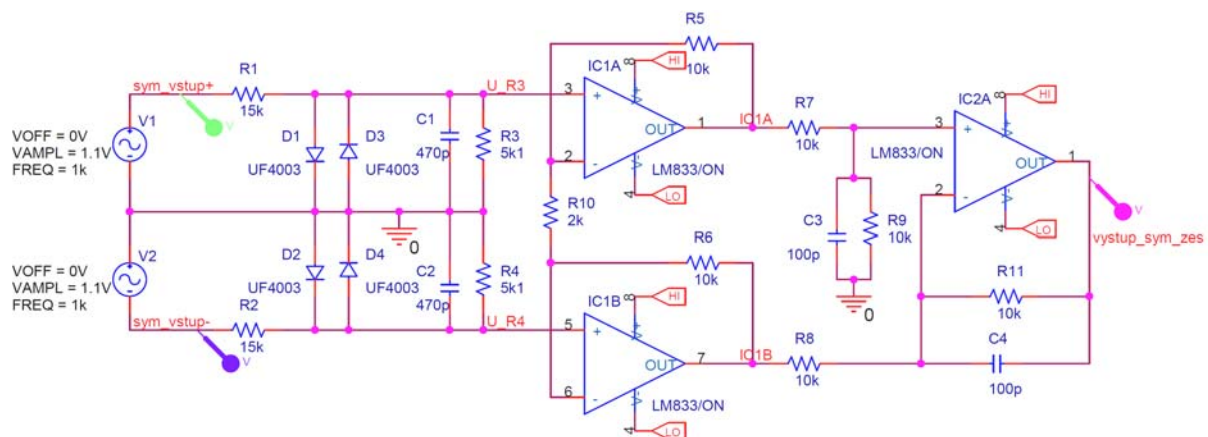 R5
10k
IC1A
HI
8
V+
sym_vstup+
R1
15k
U_R3
3
+
OUT
1
IC1A
2
-
V-
4
LO
LM833/ON
R7
10k
IC2A
HI
8
V+
3
+
LM833/ON
OUT
1
2
-
V-
4
LO
V
vystup_sym_zes
V
V1
VOFF = 0V
VAMPL = 1.1V
FREQ = 1k
D1
UF4003
D3
UF4003
C1
470p
R3
5k1
R10
2k
C3
100p
R9
10k
0
0
V2
VOFF = 0V
VAMPL = 1.1V
FREQ = 1k
D2
UF4003
D4
UF4003
C2
470p
R4
5k1
R6
10k
IC1B
HI
8
V+
sym_vstup-
R2
15k
V
U_R4
5
+
OUT
7
IC1B
6
-
V-
4
LO
LM833/ON
R8
10k
R11
10k
C4
100p